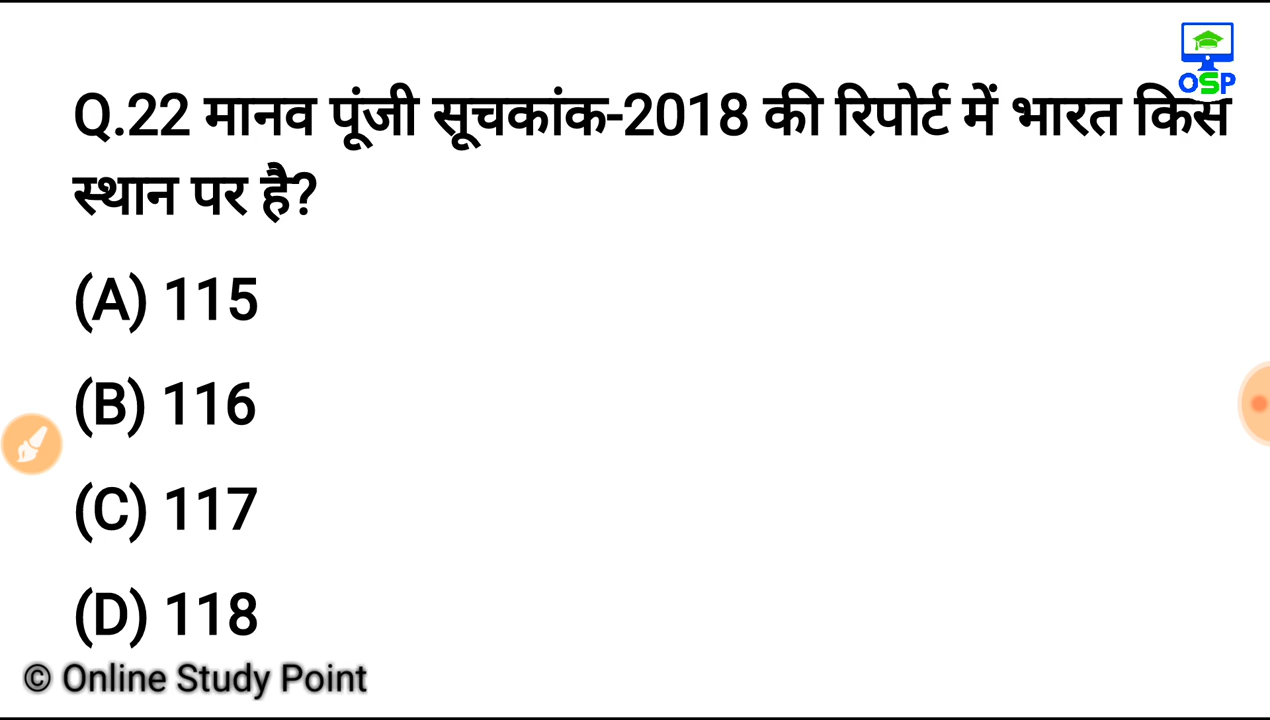 OSP
Q.22 मानव पूंजी सूचकांक-2018 की रिपोर्ट में भारत किस
स्थान पर है?
(A) 115
(B) 116
(C) 117
(D) 118
© Online Study Point